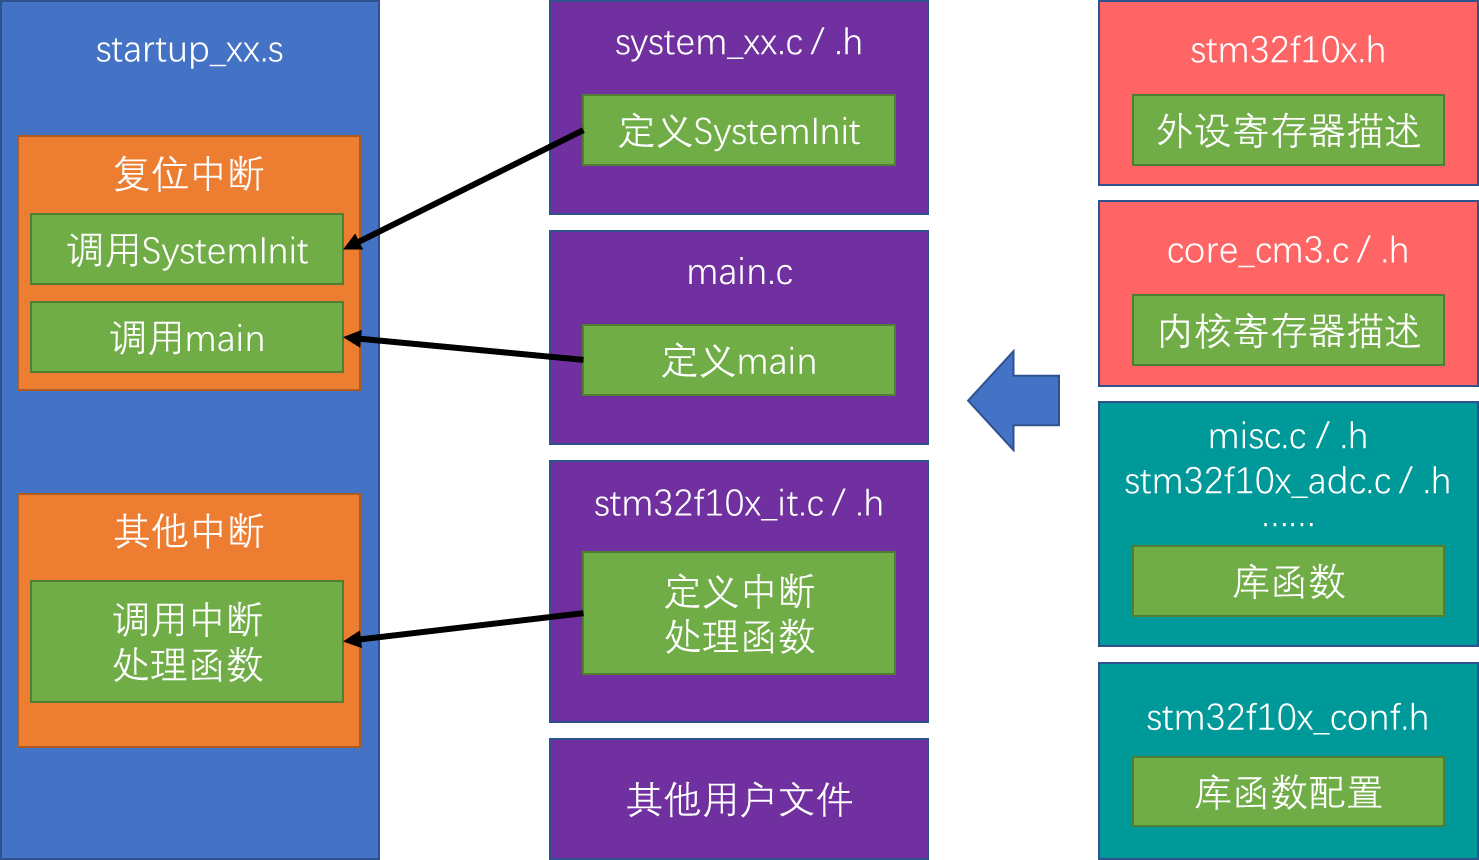 startup_xx.s
复位中断
调用SystemInit
调用main
其他中断
调用中断
处理函数
system_xx.c / .h
定义SystemInit
main.c
定义main
stm32f10x_it.c / .h
定义中断
处理函数
其他用户文件
stm32f10x.h
外设寄存器描述
core_cm3.c / .h
内核寄存器描述
misc.c / .h
stm32f10x_adc.c / .h
……
库函数
stm32f10x_conf.h
库函数配置